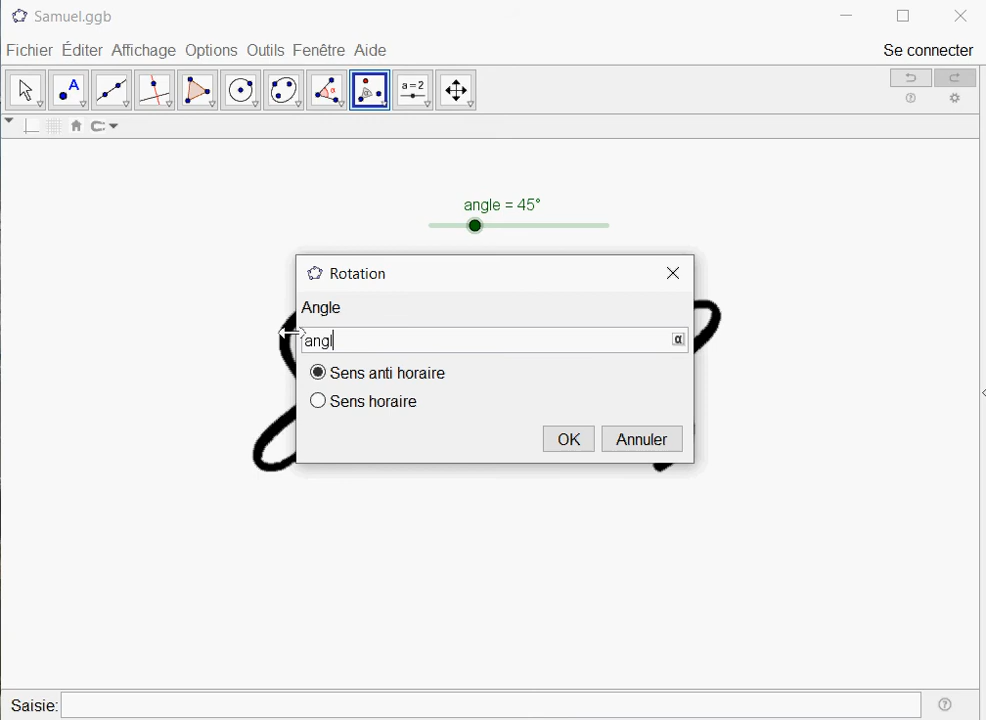 Samuel.ggb
Fichier Éditer Affichage Options Outils Fenêtre Aide
Se connecter
A
α
a=2
angle = 45°
Rotation
Angle
angl
α
Sens anti horaire
Sens horaire
OK Annuler
Saisie: